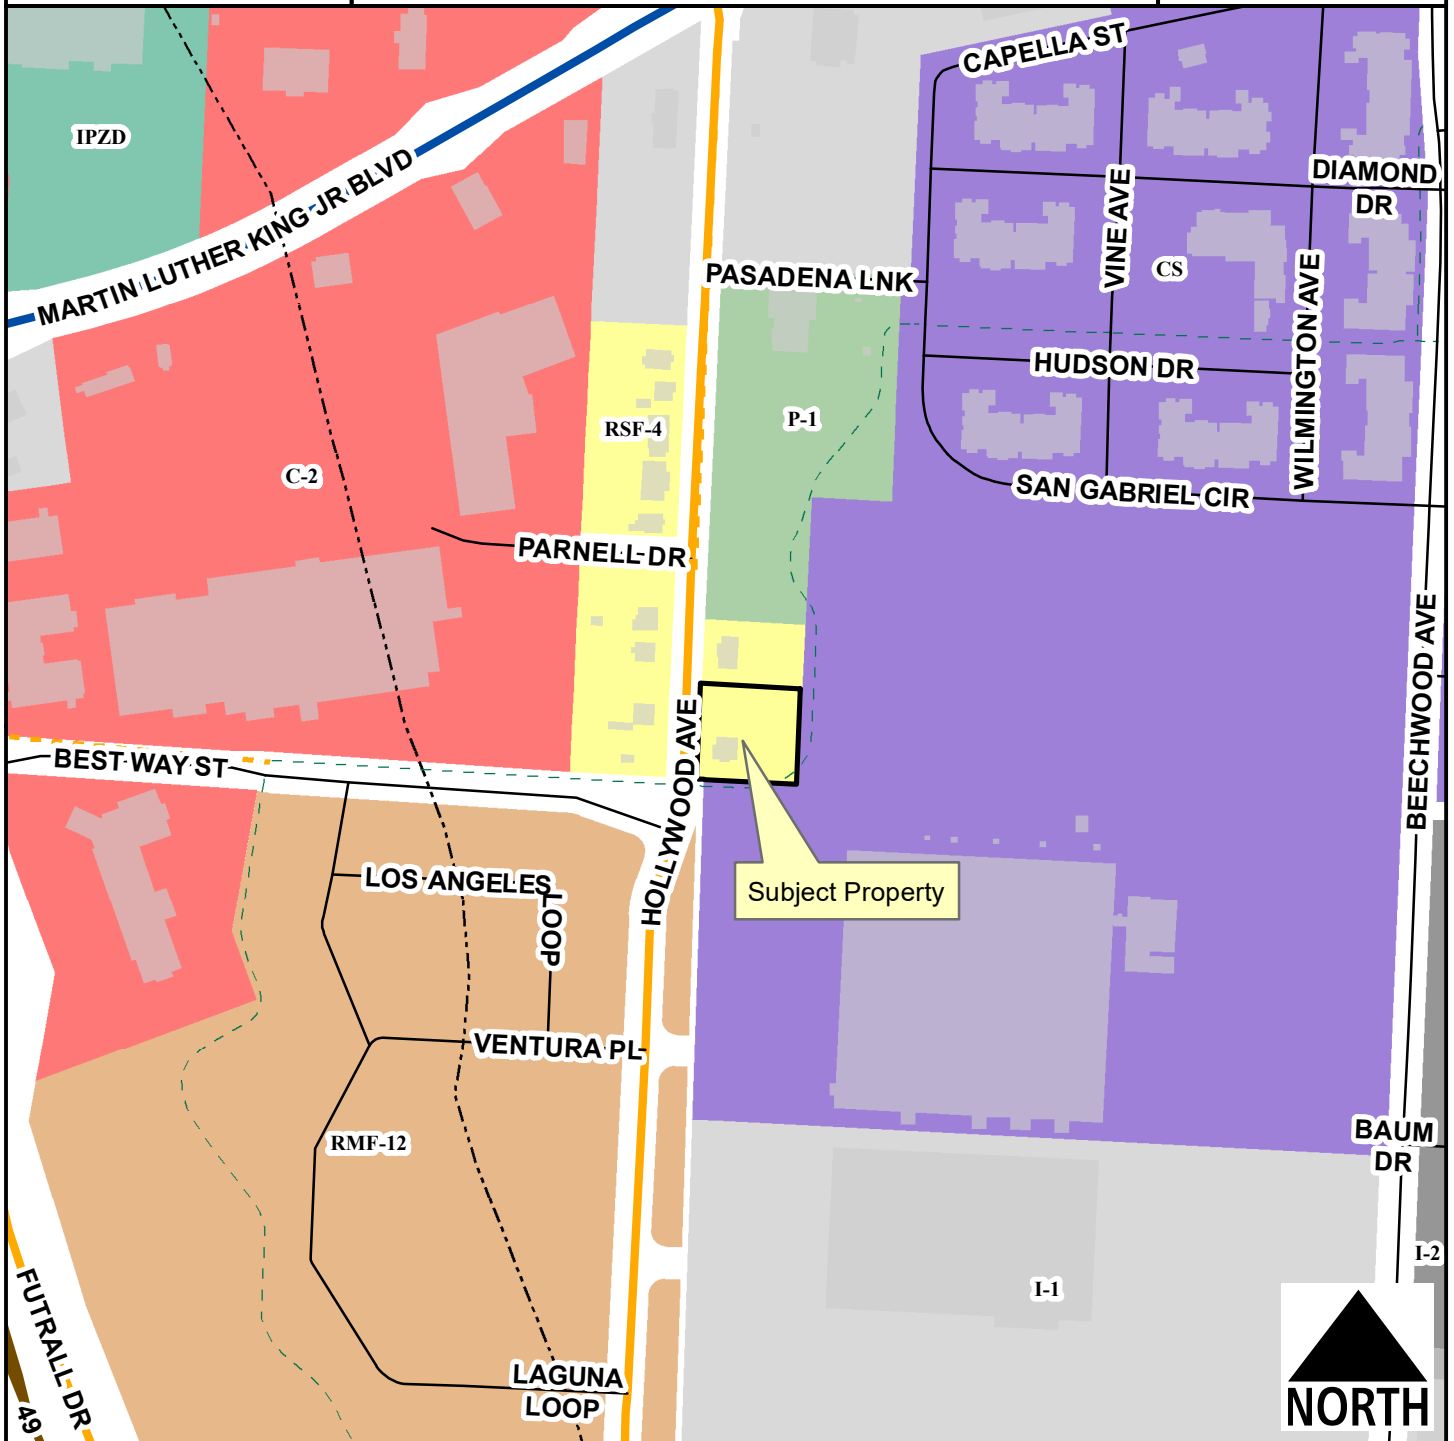 CAPELLA ST
IPZD
DIAMOND
DR
MARTIN LUTHER KING JR BLVD
VINE AVE
CS
PASADENA LNK
WILMINGTON AVE
HUDSON DR
RSF-4
P-1
C-2
SAN GABRIEL CIR
PARNELL DR
BEECHWOOD AVE
BEST WAY ST
HOLLYWOOD AVE
LOS ANGELES
LOOP
Subject Property
VENTURA PL
RMF-12
BAUM
DR
I-2
I-1
FUTRALL DR
LAGUNA
LOOP
49
NORTH